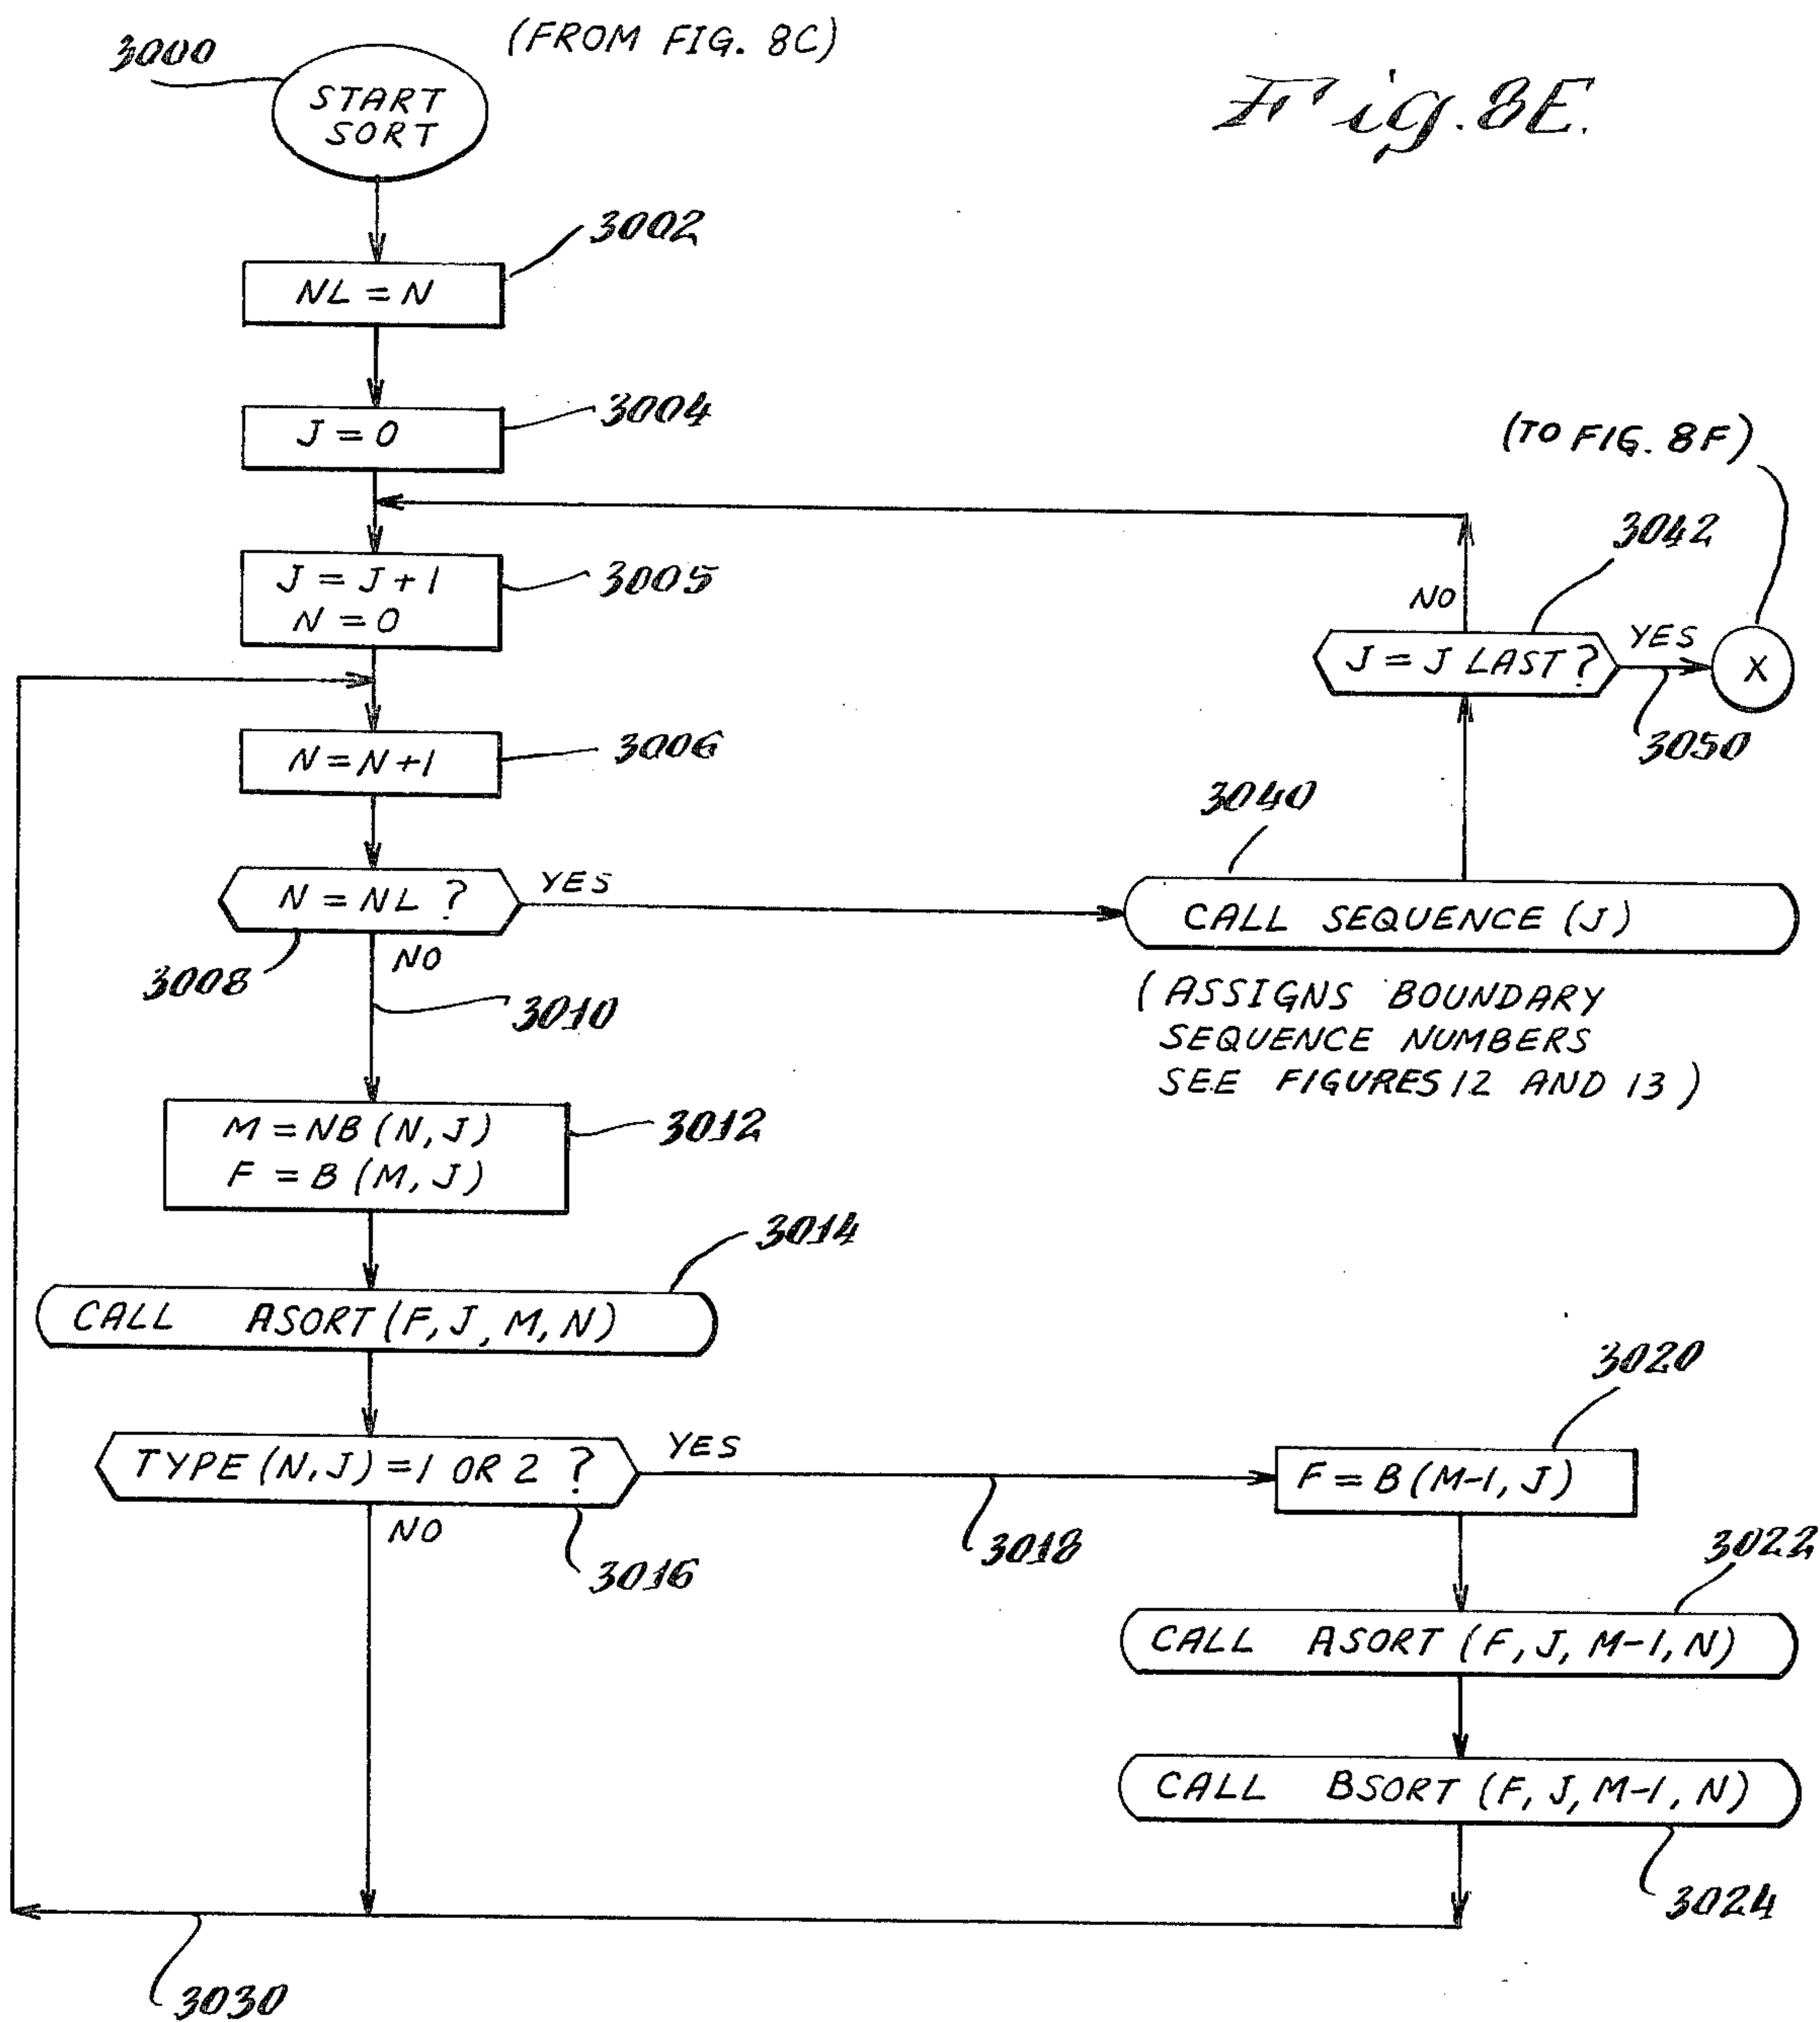 (FROM FIG. 8C)
3000
START
SORT
Fig. 8E.
3002
NL = N
3004
J = 0
(TO FIG. 8F)
3042
J = J + 1
N = 0
3005
NO
J = J LAST ?
YES
X
3050
N = N + 1
3006
3040
N = NL ?
YES
CALL SEQUENCE (J)
3008
NO
3010
(ASSIGNS BOUNDARY
SEQUENCE NUMBERS
SEE FIGURES 12 AND 13)
M = NB (N, J)
F = B (M, J)
3012
3014
CALL ASORT (F, J, M, N)
3020
TYPE (N, J) = 1 OR 2 ?
YES
F = B (M-1, J)
NO
3016
3018
3022
CALL ASORT (F, J, M-1, N)
CALL BSORT (F, J, M-1, N)
3024
3030